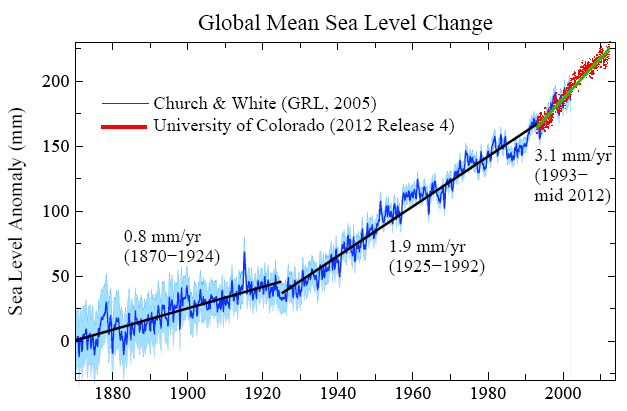 Global Mean Sea Level Change
Sea Level Anomaly (mm)
200
150
100
50
0
Church & White (GRL, 2005)
University of Colorado (2012 Release 4)
0.8 mm/yr
(1870−1924)
1.9 mm/yr
(1925−1992)
3.1 mm/yr
(1993−
mid 2012)
1880 1900 1920 1940 1960 1980 2000